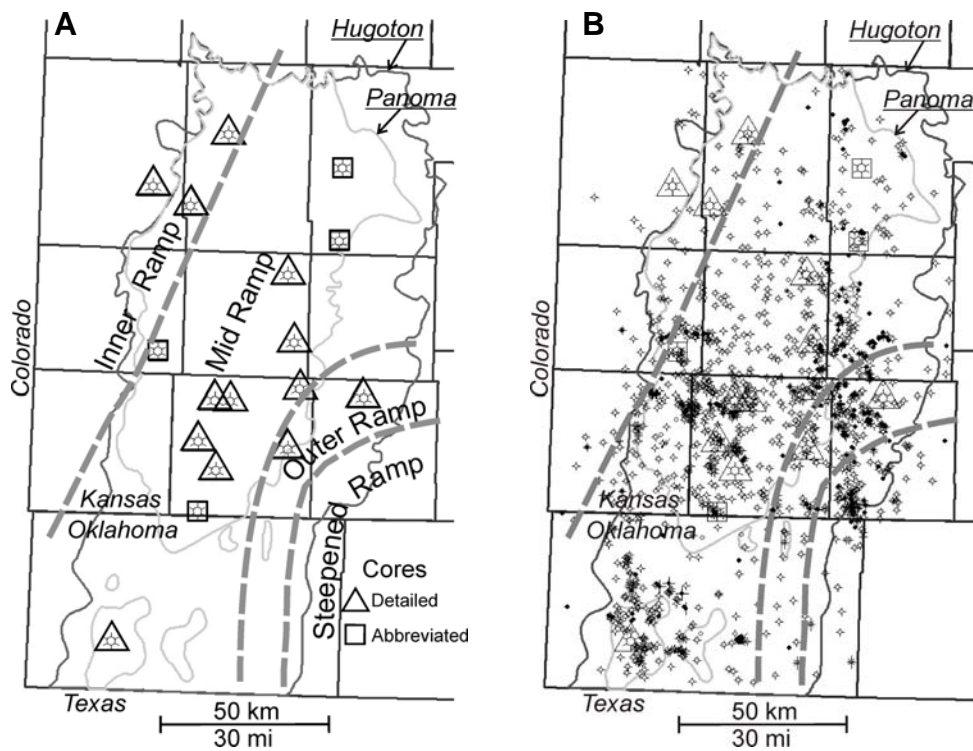 A
Hugoton
Panoma
Inner Ramp
Mid Ramp
Colorado
Outer Ramp
Steepened Ramp
Kansas
Oklahoma
Cores
Detailed
Abbreviated
Texas
50 km
30 mi
B
Hugoton
Panoma
Colorado
Kansas
Oklahoma
Texas
50 km
30 mi